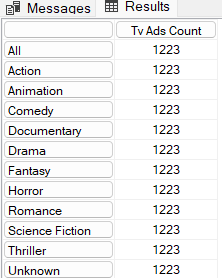 Messages Results
Tv Ads Count
All 1223
Action 1223
Animation 1223
Comedy 1223
Documentary 1223
Drama 1223
Fantasy 1223
Horror 1223
Romance 1223
Science Fiction 1223
Thriller 1223
Unknown 1223